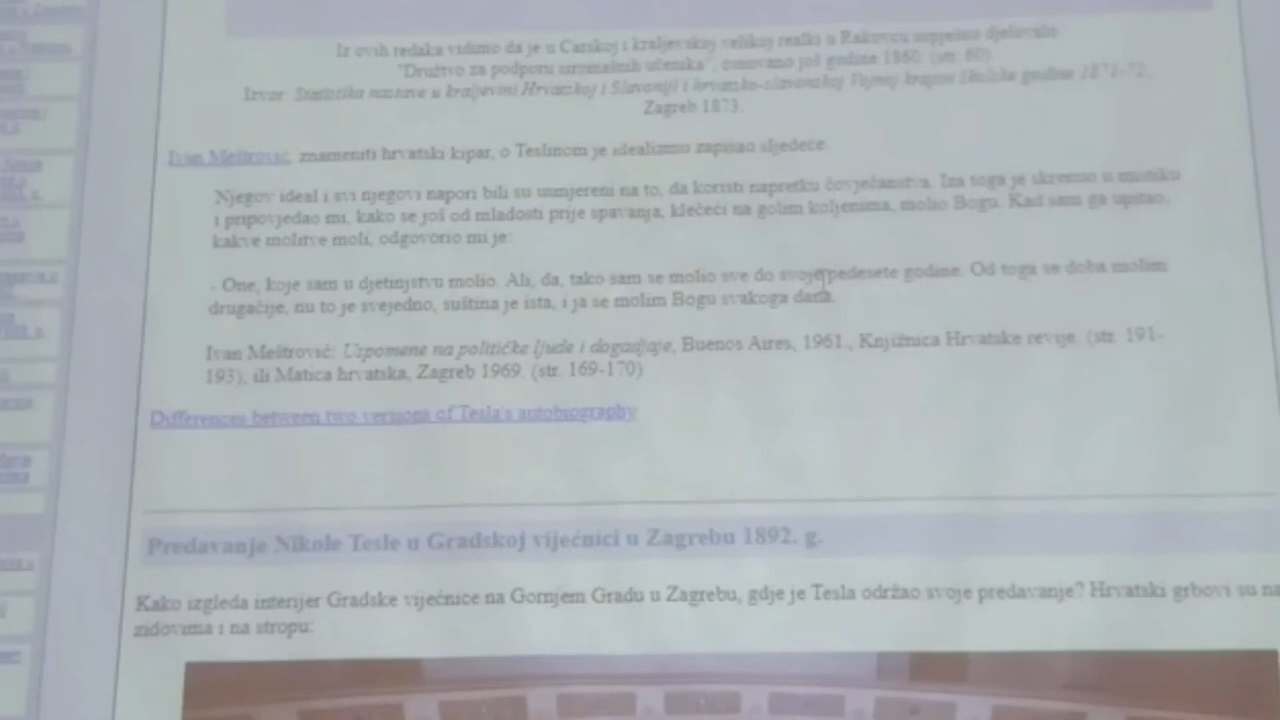 Iz ovih redaka vidimo da je u Carskoj i kraljevskoj velikoj realki u Rakovcu uspješno djelovalo
"Društvo za podporu siromašnih učenika", osnovano još godine 1860. (str. 60).
Izvor: Statistika nastave u kraljevini Hrvatskoj i Slavoniji i hrvatsko-slavonskoj Vojnoj krajini školske godine 1871-72.,
Zagreb 1873.
Ivan Meštrović, znameniti hrvatski kipar, o Teslinom je idealizmu zapisao sljedeće:
Njegov ideal i svi njegovi napori bili su usmjereni na to, da koristi napretku čovječanstva. Iza toga je skrenuo u mistiku
i pripovjedao mi, kako se još od mladosti prije spavanja, klečeći na golim koljenima, molio Bogu. Kad sam ga upitao,
kakve molitve moli, odgovorio mi je:
- One, koje sam u djetinjstvu molio. Ali, da, tako sam se molio sve do svoje pedesete godine. Od toga se doba molim
drugačije, nu to je svejedno, suština je ista, i ja se molim Bogu svakoga dana.
Ivan Meštrović: Uspomene na političke ljude i dogadjaje, Buenos Aires, 1961., Knjižnica Hrvatske revije. (str. 191-
193), ili Matica hrvatska, Zagreb 1969. (str. 169-170)
Differences between two versions of Tesla's autobiography
Predavanje Nikole Tesle u Gradskoj vijećnici u Zagrebu 1892. g.
Kako izgleda interijer Gradske vijećnice na Gornjem Gradu u Zagrebu, gdje je Tesla održao svoje predavanje? Hrvatski grbovi su na
zidovima i na stropu: